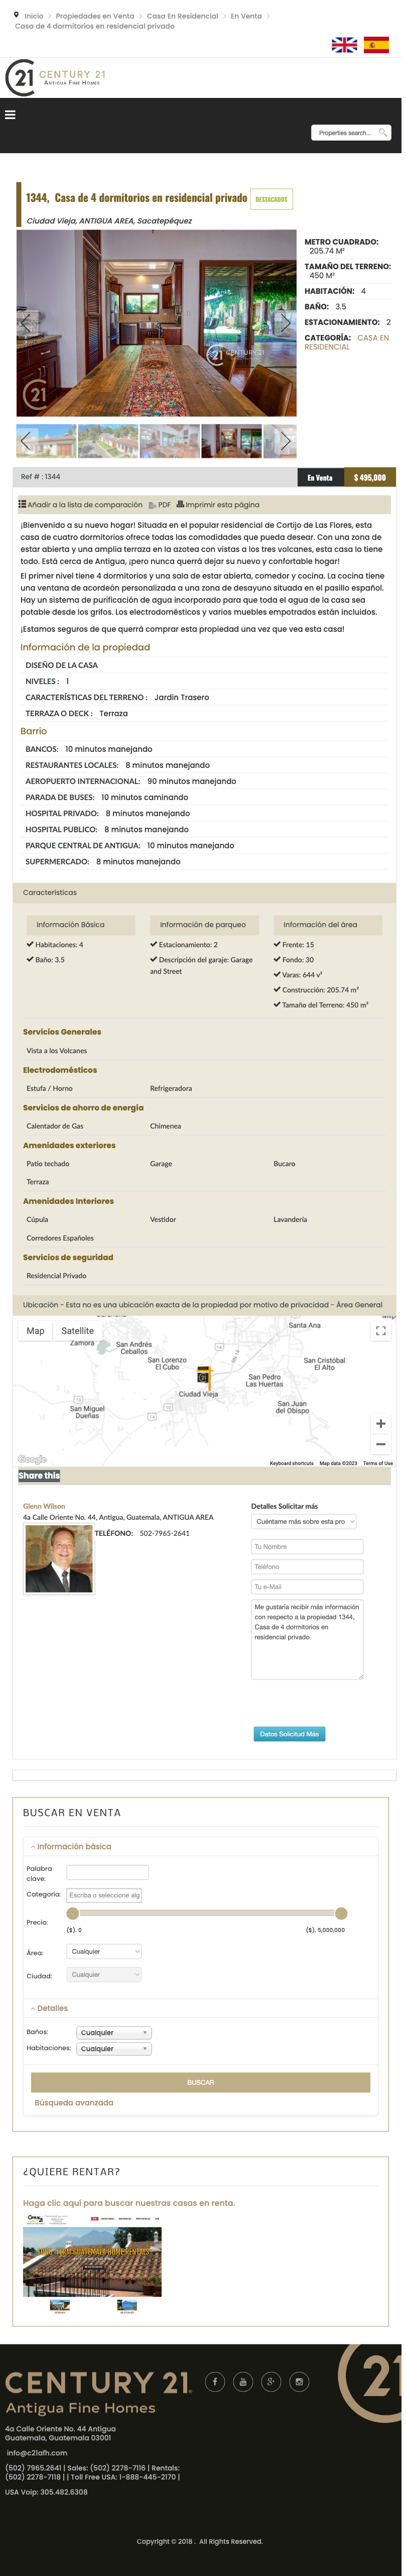 Inicio > Propiedades en Venta > Casa En Residencial > En Venta >
Casa de 4 dormitorios en residencial privado
21 CENTURY 21
ANTIGUA FINE HOMES
Properties search...
1344, Casa de 4 dormitorios en residencial privado DESTACADOS
Ciudad Vieja, ANTIGUA AREA, Sacatepéquez
METRO CUADRADO:
205.74 M²
TAMAÑO DEL TERRENO:
450 M²
HABITACIÓN: 4
BAÑO: 3.5
ESTACIONAMIENTO: 2
CATEGORÍA: CASA EN
RESIDENCIAL
21 CENTURY 21
21
Ref # : 1344
En Venta
$ 495,000
Añadir a la lista de comparación PDF Imprimir esta página
¡Bienvenido a su nuevo hogar! Situada en el popular residencial de Cortijo de Las Flores, esta
casa de cuatro dormitorios ofrece todas las comodidades que pueda desear. Con una zona de
estar abierta y una amplia terraza en la azotea con vistas a los tres volcanes, esta casa lo tiene
todo. Está cerca de Antigua, ¡pero nunca querrá dejar su nuevo y confortable hogar!
El primer nivel tiene 4 dormitorios y una sala de estar abierta, comedor y cocina. La cocina tiene
una ventana de acordeón personalizada a una zona de desayuno situada en el pasillo español.
Hay un sistema de purificación de agua incorporado para que toda el agua de la casa sea
potable desde los grifos. Los electrodomésticos y varios muebles empotrados están incluidos.
¡Estamos seguros de que querrá comprar esta propiedad una vez que vea esta casa!
Información de la propiedad
DISEÑO DE LA CASA
NIVELES : 1
CARACTERÍSTICAS DEL TERRENO : Jardín Trasero
TERRAZA O DECK : Terraza
Barrio
BANCOS: 10 minutos manejando
RESTAURANTES LOCALES: 8 minutos manejando
AEROPUERTO INTERNACIONAL: 90 minutos manejando
PARADA DE BUSES: 10 minutos caminando
HOSPITAL PRIVADO: 8 minutos manejando
HOSPITAL PUBLICO: 8 minutos manejando
PARQUE CENTRAL DE ANTIGUA: 10 minutos manejando
SUPERMERCADO: 8 minutos manejando
Características
Información Básica
Habitaciones: 4
Baño: 3.5
Información de parqueo
Estacionamiento: 2
Descripción del garaje: Garage
and Street
Información del área
Frente: 15
Fondo: 30
Varas: 644 v²
Construcción: 205.74 m²
Tamaño del Terreno: 450 m²
Servicios Generales
Vista a los Volcanes
Electrodomésticos
Estufa / Horno Refrigeradora
Servicios de ahorro de energía
Calentador de Gas Chimenea
Amenidades exteriores
Patio techado Garage Bucaro
Terraza
Amenidades Interiores
Cúpula Vestidor Lavandería
Corredores Españoles
Servicios de seguridad
Residencial Privado
Ubicación - Esta no es una ubicación exacta de la propiedad por motivo de privacidad - Área General
Map Satellite
Santa Ana
Zamora
San Andrés
Ceballos
San Lorenzo
El Cubo
San Cristóbal
El Alto
San Pedro
Las Huertas
Ciudad Vieja
San Miguel
Dueñas
San Juan
del Obispo
14
Google
Keyboard shortcuts Map data ©2023 Terms of Use
Share this
Glenn Wilson
4a Calle Oriente No. 44, Antigua, Guatemala, ANTIGUA AREA
TELÉFONO: 502-7965-2641
Detalles Solicitar más
Cuéntame más sobre esta pro
Tu Nombre
Teléfono
Tu e-Mail
Me gustaría recibir más información
con respecto a la propiedad 1344,
Casa de 4 dormitorios en
residencial privado
Datos Solicitud Más
BUSCAR EN VENTA
Información básica
Palabra
clave:
Categoría: Escriba o seleccione alg
Precio:
($). 0 ($). 5,000,000
Área: Cualquier
Ciudad: Cualquier
Detalles
Baños: Cualquier
Habitaciones: Cualquier
BUSCAR
Búsqueda avanzada
¿QUIERE RENTAR?
Haga clic aquí para buscar nuestras casas en renta.
CENTURY 21
Antigua Fine Homes
21
4a Calle Oriente No. 44 Antigua
Guatemala, Guatemala 03001
info@c21afh.com
(502) 7965.2641 | Sales: (502) 2278-7116 | Rentals:
(502) 2278-7118 | | Toll Free USA: 1-888-445-2170 |
USA Voip: 305.482.6308
Copyright © 2018 . All Rights Reserved.